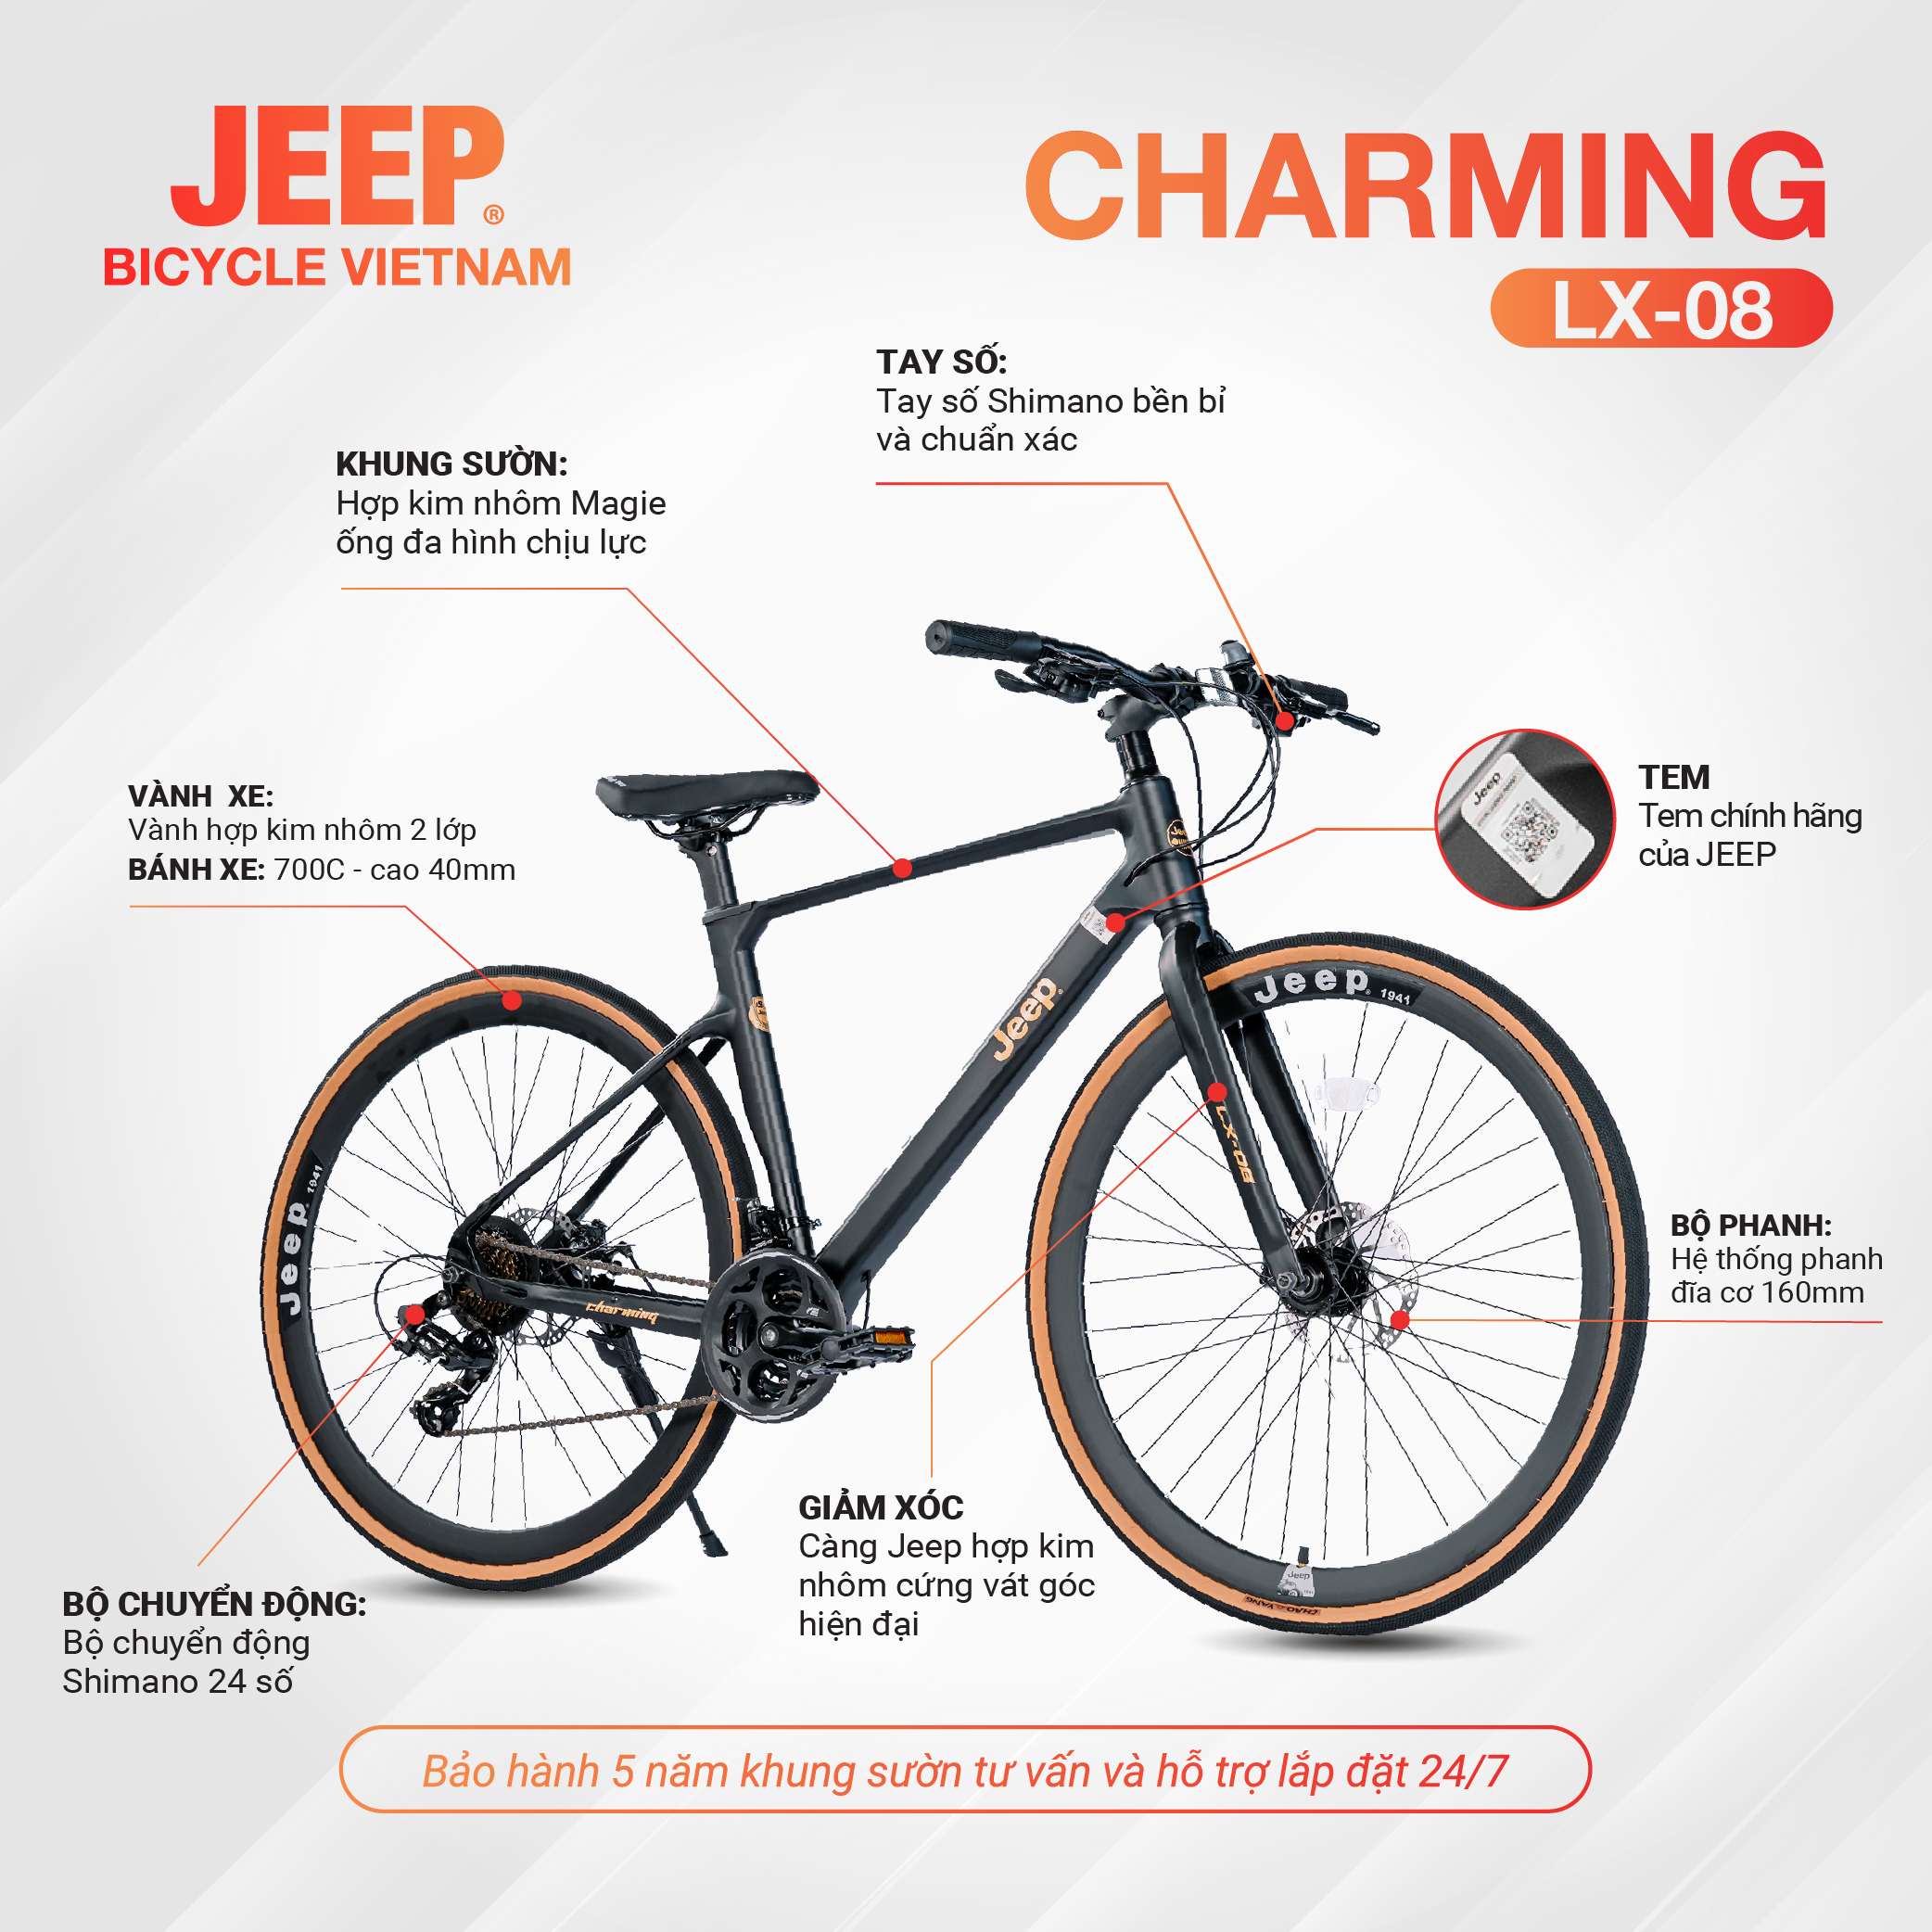 JEEP®
BICYCLE VIETNAM
CHARMING
LX-08
TAY SỐ:
Tay số Shimano bền bỉ
và chuẩn xác
KHUNG SƯỜN:
Hợp kim nhôm Magie
ống đa hình chịu lực
VÀNH XE:
Vành hợp kim nhôm 2 lớp
BÁNH XE: 700C - cao 40mm
Jeep
TEM
Tem chính hãng
của JEEP
Jeep
Jeep 1941
Jeep
LX-08
Jeep 1941
charming
BỘ PHANH:
Hệ thống phanh
đĩa cơ 160mm
GIẢM XÓC
Càng Jeep hợp kim
nhôm cứng vát góc
hiện đại
Jeep
CHAOYANG
BỘ CHUYỂN ĐỘNG:
Bộ chuyển động
Shimano 24 số
Bảo hành 5 năm khung sườn tư vấn và hỗ trợ lắp đặt 24/7